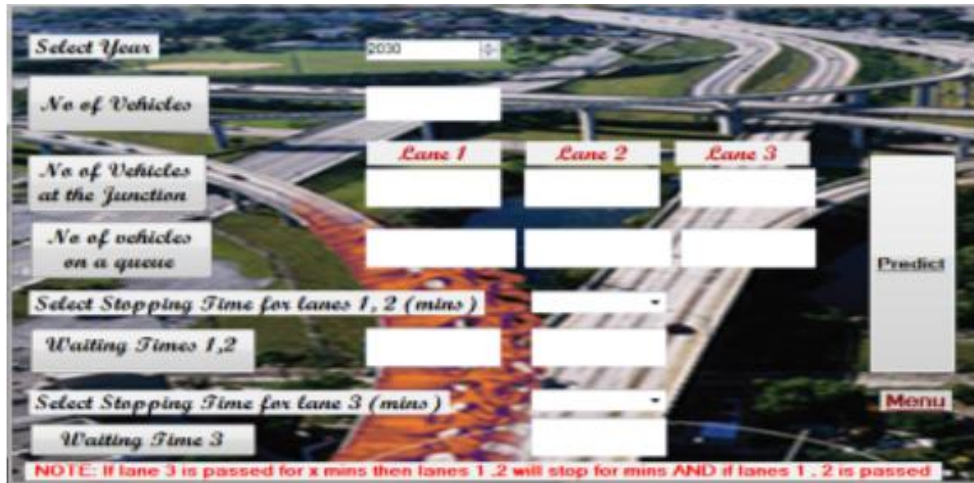 Select Year 2030
No of Vehicles
Lane 1 Lane 2 Lane 3
No of Vehicles
at the Junction
No of vehicles
on a queue
Predict
Select Stopping Time for lanes 1, 2 (mins)
Waiting Times 1,2
Select Stopping Time for lane 3 (mins)
Menu
Waiting Time 3
NOTE: If lane 3 is passed for x mins then lanes 1 ,2 will stop for mins AND if lanes 1 , 2 is passed